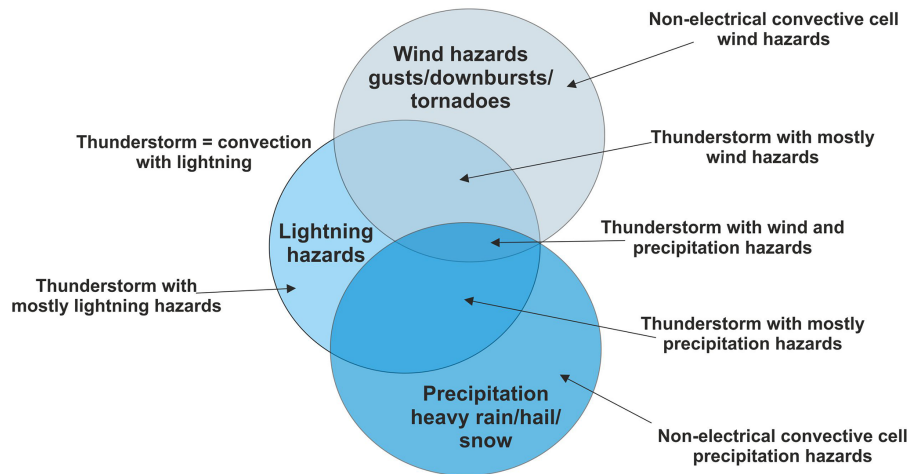 Non-electrical convective cell
wind hazards
Wind hazards
gusts/downbursts/
tornadoes
Thunderstorm = convection
with lightning
Thunderstorm with mostly
wind hazards
Lightning
hazards
Thunderstorm with wind and
precipitation hazards
Thunderstorm with
mostly lightning hazards
Thunderstorm with mostly
precipitation hazards
Precipitation
heavy rain/hail/
snow
Non-electrical convective cell
precipitation hazards